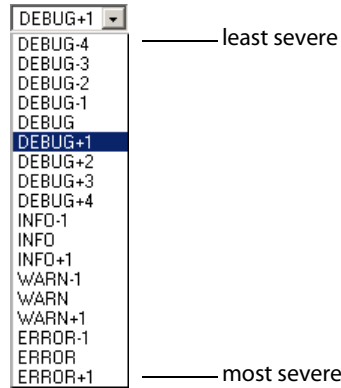 DEBUG+1
DEBUG-4 least severe
DEBUG-3
DEBUG-2
DEBUG-1
DEBUG
DEBUG+1
DEBUG+2
DEBUG+3
DEBUG+4
INFO-1
INFO
INFO+1
WARN-1
WARN
WARN+1
ERROR-1
ERROR
ERROR+1 most severe